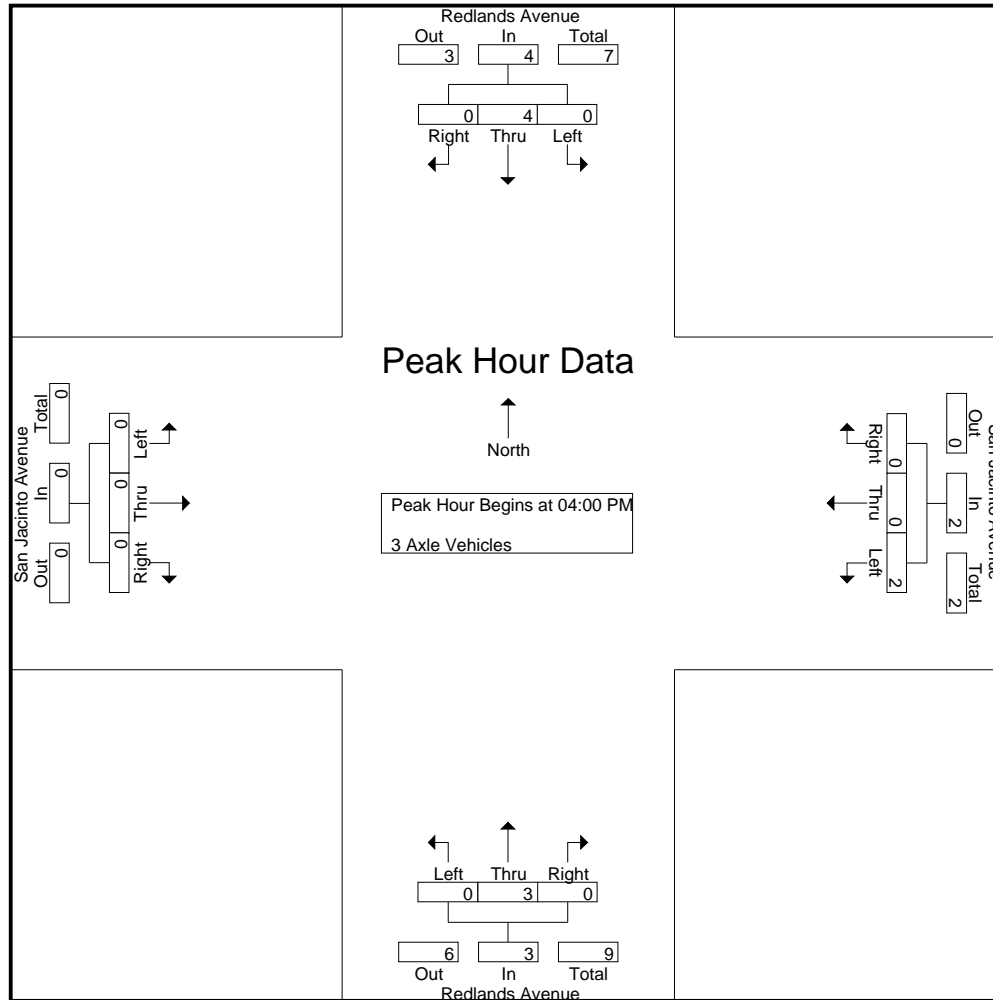 Redlands Avenue
Out In Total
3 4 7
0 4 0
Right Thru Left
Peak Hour Data
North
Peak Hour Begins at 04:00 PM
3 Axle Vehicles
San Jacinto Avenue
Total In Out
0 0 0
0 0 0
Left Thru Right
Right Thru Left
0 0 2
0 2 2
Out In Total
San Jacinto Avenue
Left Thru Right
0 3 0
6 3 9
Out In Total
Redlands Avenue